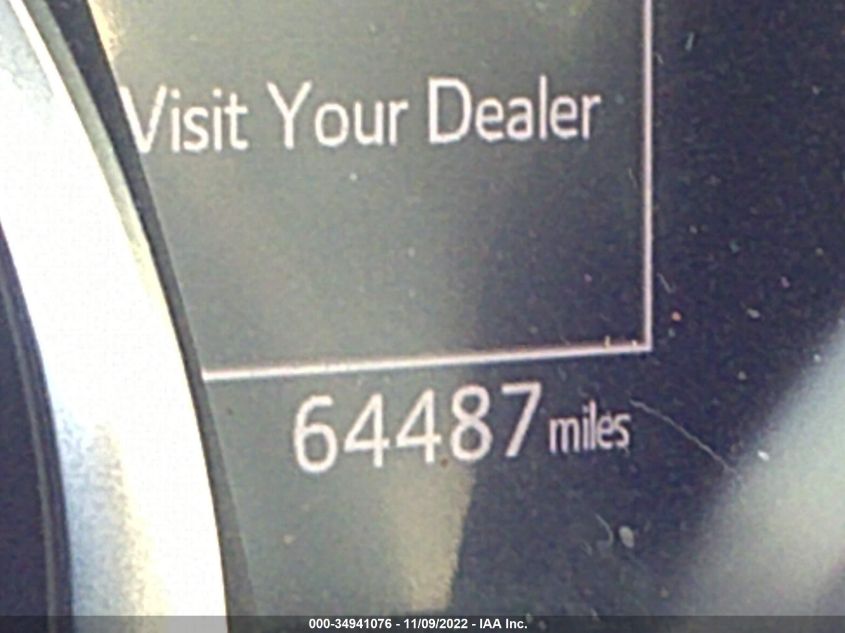 Visit Your Dealer
64487 miles
000-34941076 - 11/09/2022 - IAA Inc.